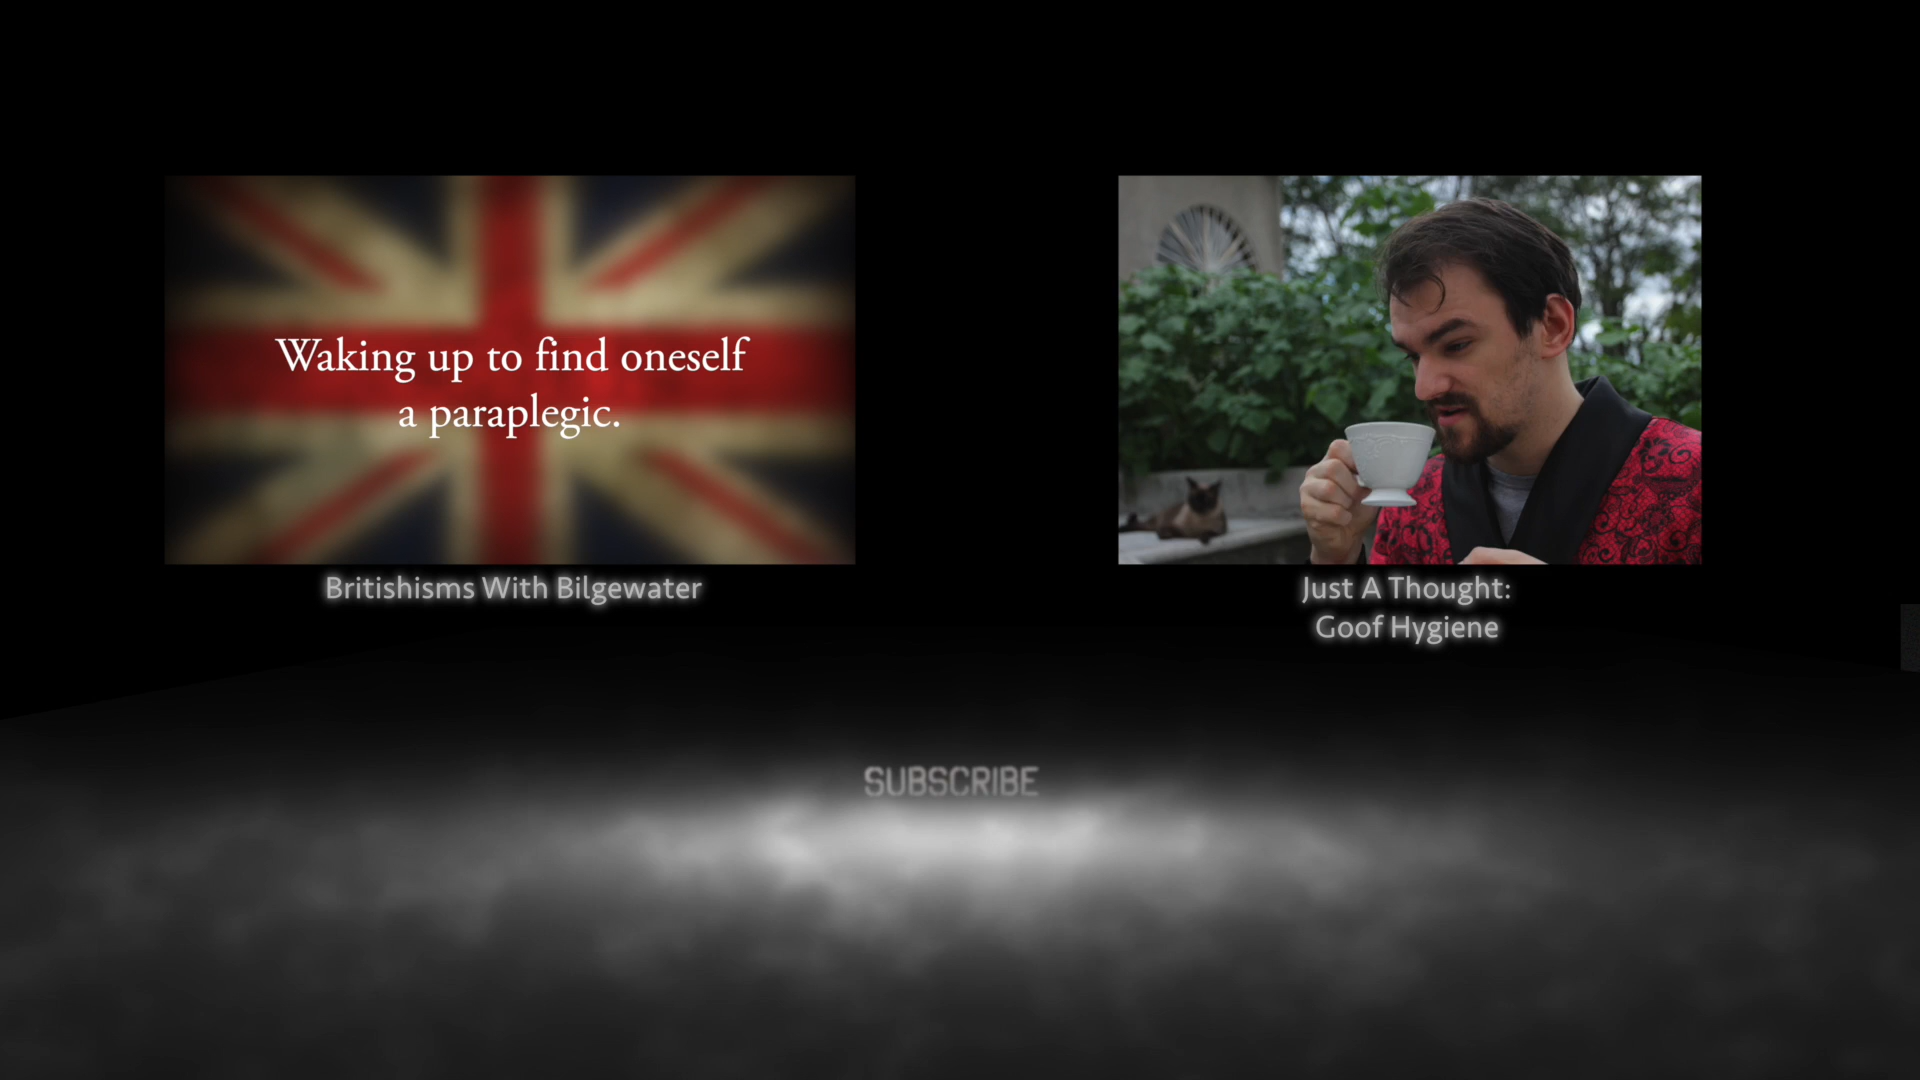 Waking up to find oneself
a paraplegic.
Britishisms With Bilgewater
Just A Thought:
Goof Hygiene
SUBSCRIBE